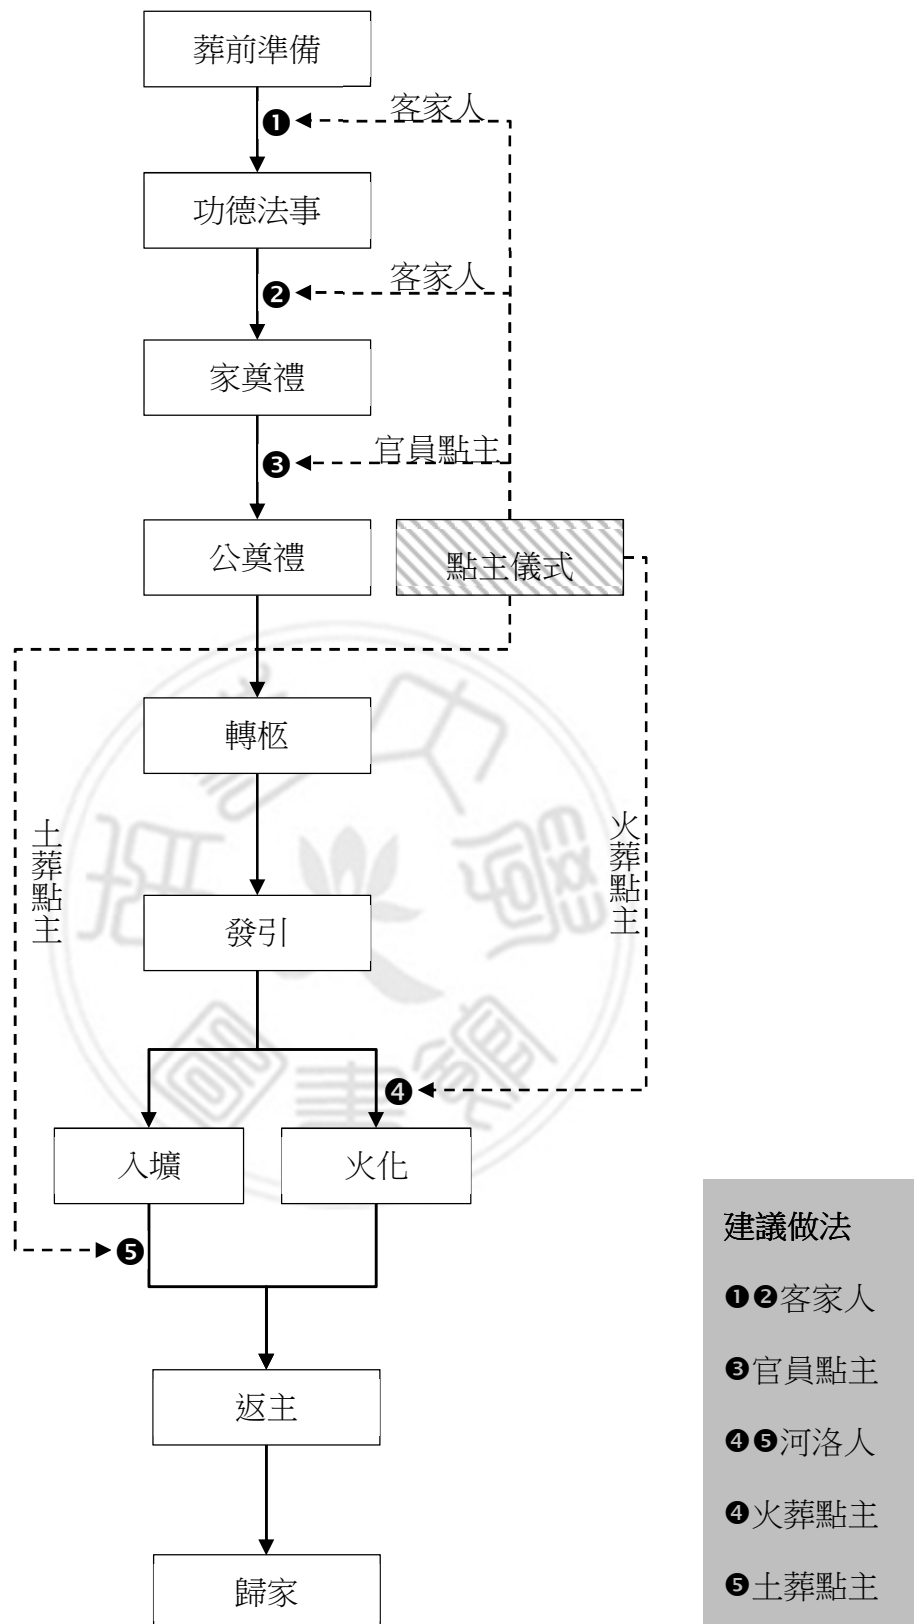 葬前準備
客家人
❶
功德法事
客家人
❷
家奠禮
官員點主
❸
公奠禮
點主儀式
轉柩
土葬點主
火葬點主
發引
❹
入壙
火化
❺
返主
歸家
建議做法
❶❷客家人
❸官員點主
❹❺河洛人
❹火葬點主
❺土葬點主